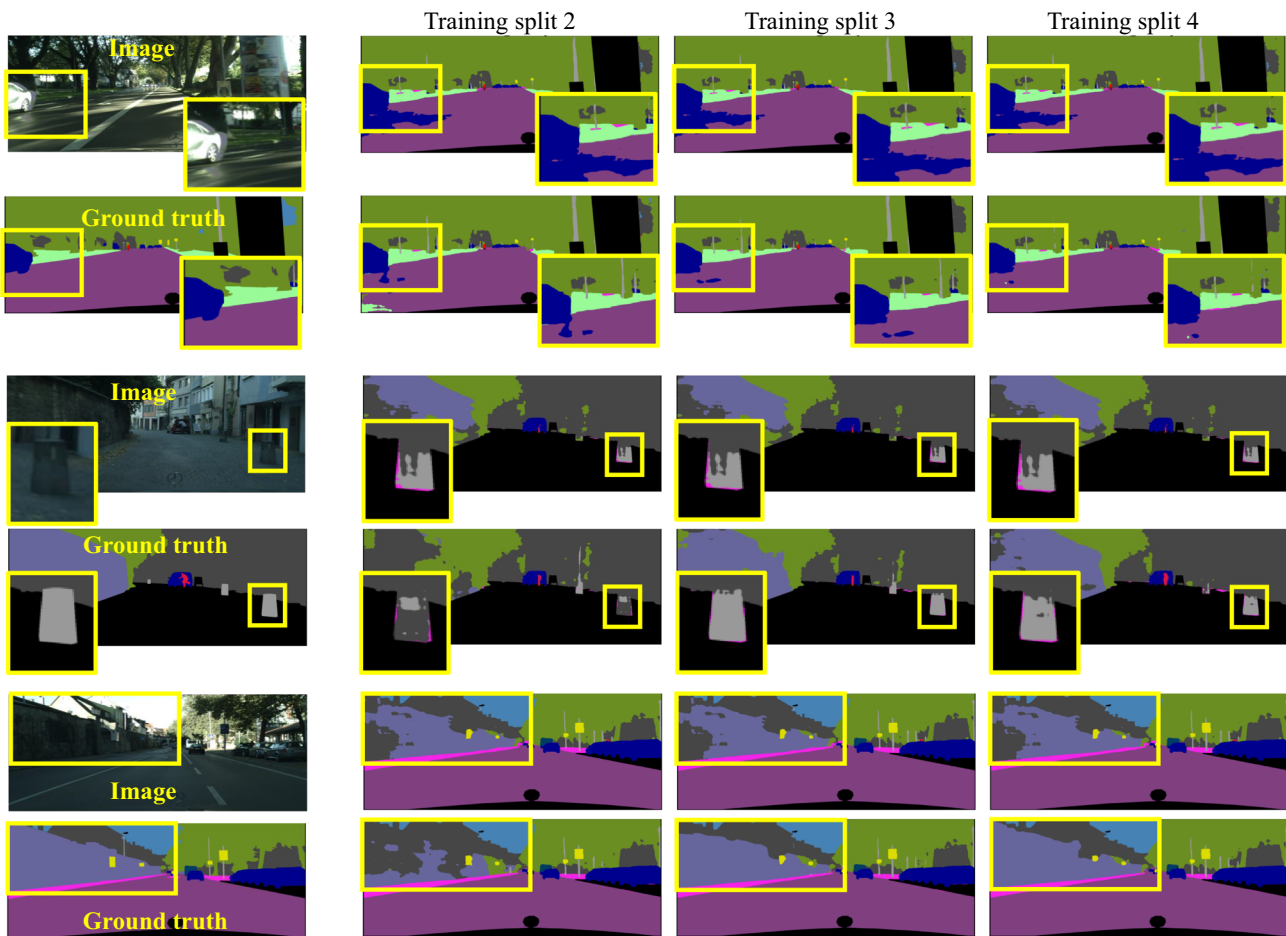 Training split 2
Training split 3
Training split 4
Image
Ground truth
Image
Ground truth
Image
Ground truth